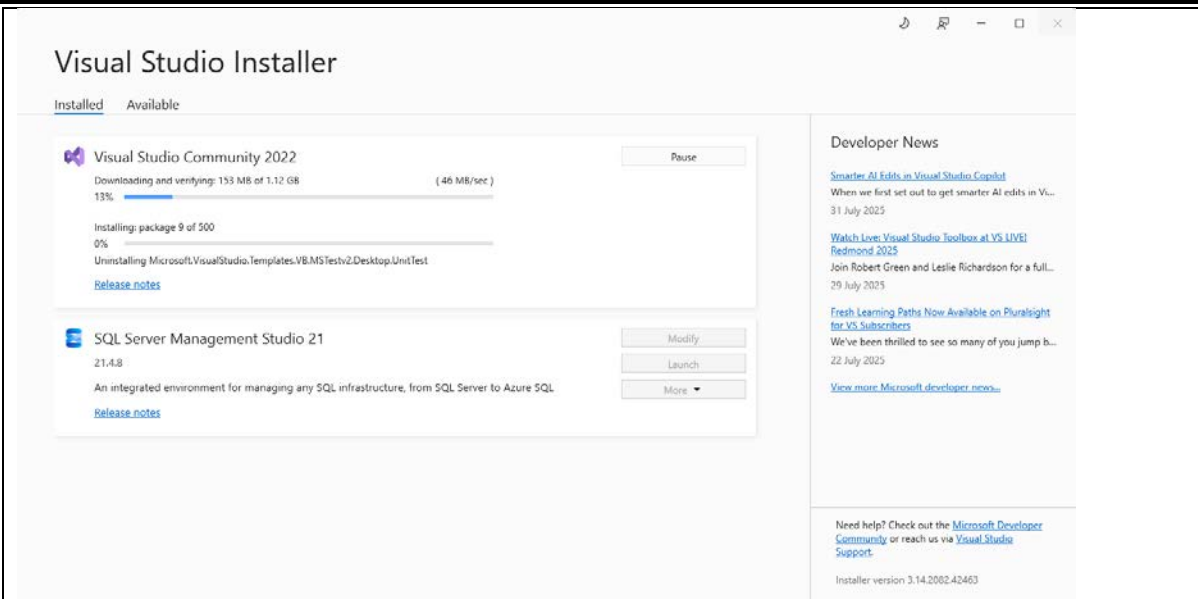 Visual Studio Installer
Installed Available
Visual Studio Community 2022
Pause
Downloading and verifying: 153 MB of 1.12 GB ( 46 MB/sec )
13%
Installing: package 9 of 500
0%
Uninstalling Microsoft.VisualStudio.Templates.VB.MSTestv2.Desktop.UnitTest
Release notes
SQL Server Management Studio 21
Modify
21.4.8
Launch
An integrated environment for managing any SQL infrastructure, from SQL Server to Azure SQL
More
Release notes
Developer News
Smarter AI Edits in Visual Studio Copilot
When we first set out to get smarter AI edits in Vi...
31 July 2025
Watch Live: Visual Studio Toolbox at VS LIVE!
Redmond 2025
Join Robert Green and Leslie Richardson for a full...
29 July 2025
Fresh Learning Paths Now Available on Pluralsight
for VS Subscribers
We've been thrilled to see so many of you jump b...
22 July 2025
View more Microsoft developer news...
Need help? Check out the Microsoft Developer
Community or reach us via Visual Studio
Support.
Installer version 3.14.2082.42463